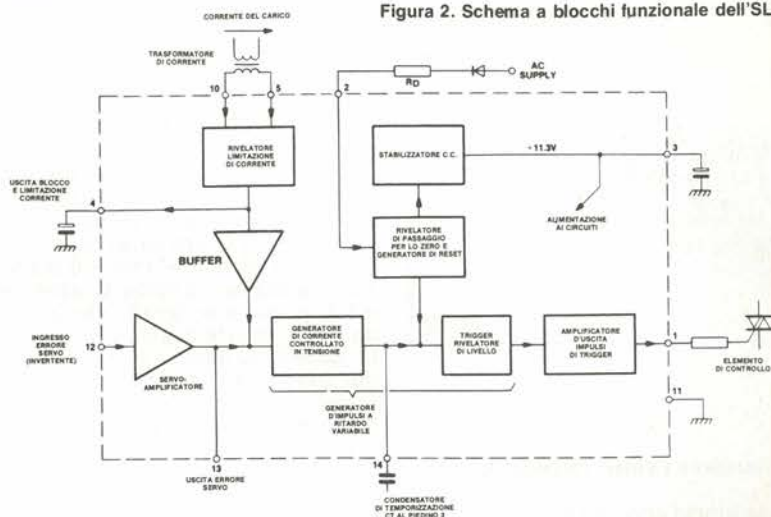 Figura 2. Schema a blocchi funzionale dell'SL
CORRENTE DEL CARICO
TRASFORMATORE
DI CORRENTE
10
5
2
RD
AC
SUPPLY
RIVELATORE
LIMITAZIONE
DI CORRENTE
STABILIZZATORE C.C.
- 11.3V
3
USCITA BLOCCO
E LIMITAZIONE
CORRENTE
4
ALIMENTAZIONE
AI CIRCUITI
BUFFER
RIVELATORE
DI PASSAGGIO
PER LO ZERO E
GENERATORE DI RESET
INGRESSO
ERRORE
SERVO
(INVERTENTE)
12
SERVO-
AMPLIFICATORE
GENERATORE
DI CORRENTE
CONTROLLATO
IN TENSIONE
TRIGGER
RIVELATORE
DI LIVELLO
AMPLIFICATORE
D'USCITA
IMPULSI
DI TRIGGER
1
ELEMENTO
DI CONTROLLO
11
GENERATORE
D'IMPULSI A
RITARDO
VARIABILE
13
USCITA ERRORE
SERVO
14
CONDENSATORE
DI TEMPORIZZAZIONE
CT AL PIEDINO 3